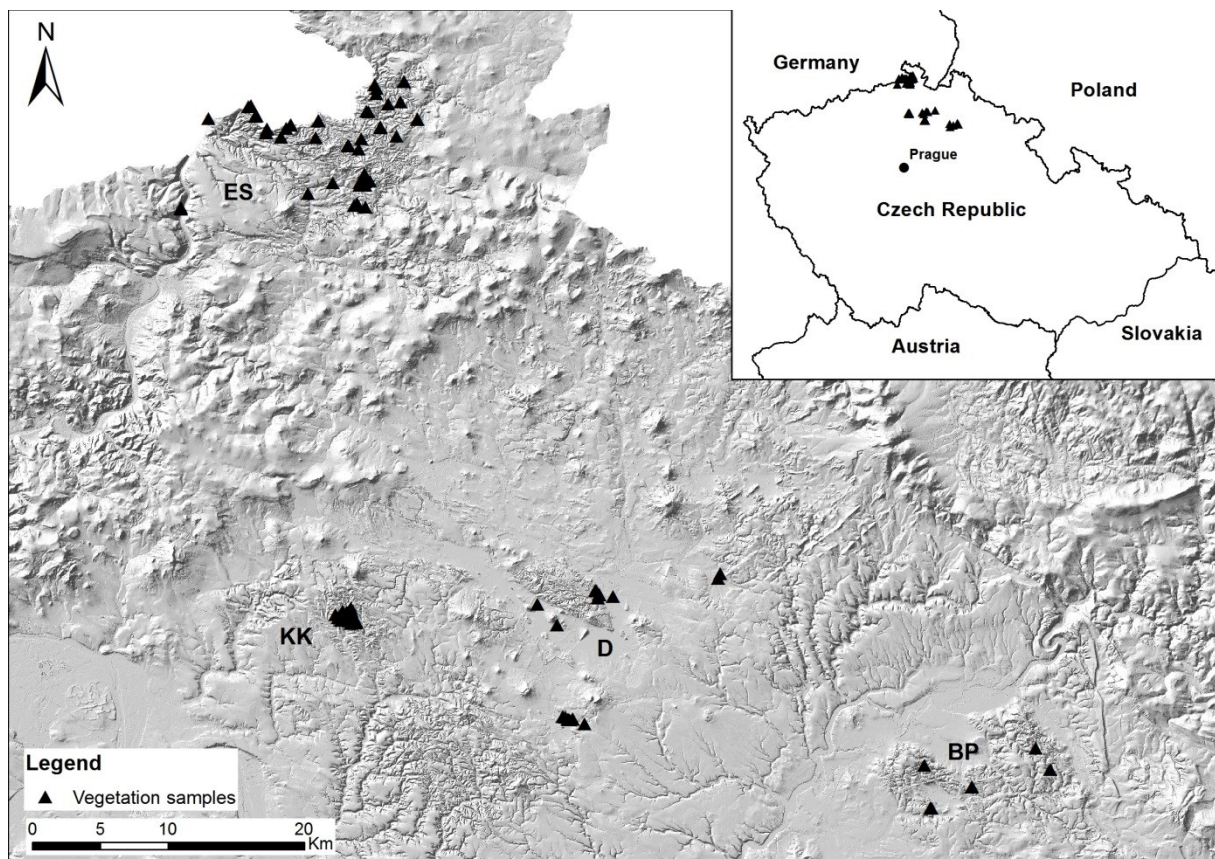 N
ES
KK
D
BP
Germany
Poland
Prague
Czech Republic
Austria
Slovakia
Legend
Vegetation samples
0 5 10 20
Km